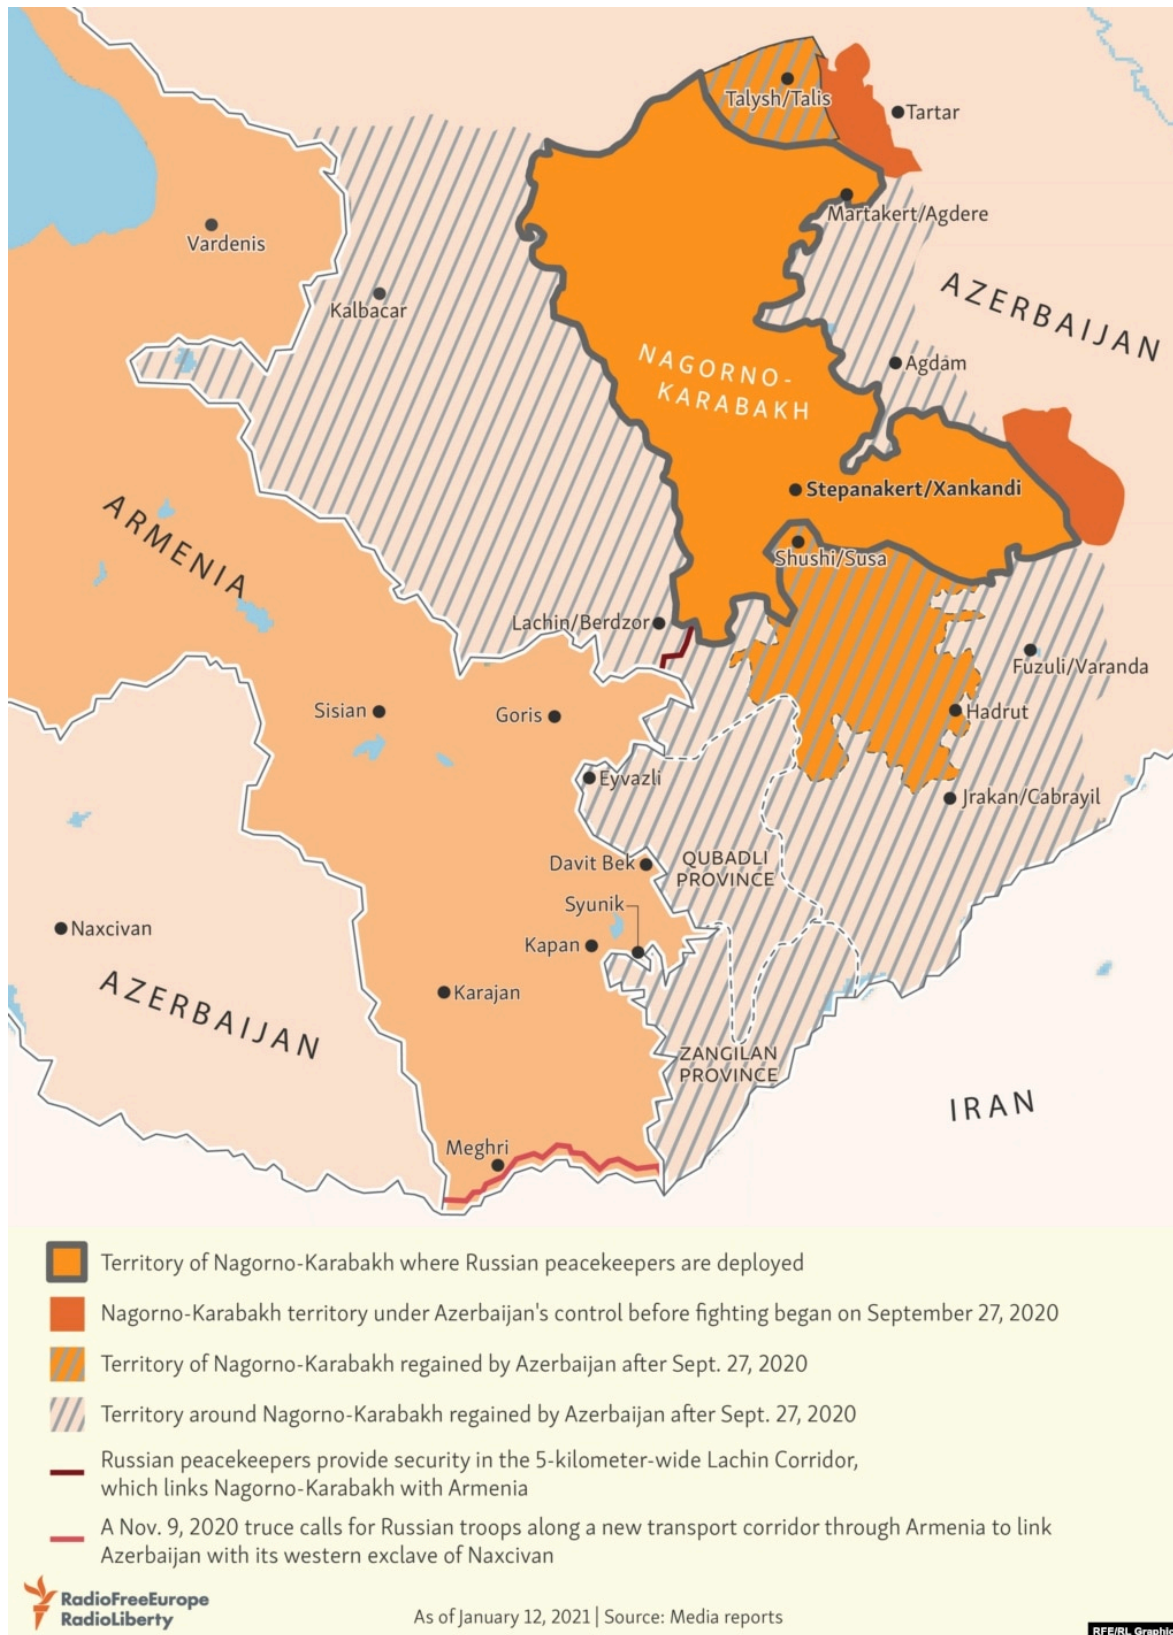 Talysh/Talis
Tartar
Martakert/Agdere
Vardenis
Kalbacar
AZERBAIJAN
NAGORNO-
KARABAKH
Agdam
Stepanakert/Xankandi
ARMENIA
Shushi/Susa
Lachin/Berdzor
Fuzuli/Varanda
Sisian
Goris
Hadrut
Eyvazli
Jrakan/Cabrayil
Davit Bek
QUBADLI
PROVINCE
Syunik
Naxcivan
Kapan
AZERBAIJAN
Karajan
ZANGILAN
PROVINCE
IRAN
Meghri
Territory of Nagorno-Karabakh where Russian peacekeepers are deployed
Nagorno-Karabakh territory under Azerbaijan's control before fighting began on September 27, 2020
Territory of Nagorno-Karabakh regained by Azerbaijan after Sept. 27, 2020
Territory around Nagorno-Karabakh regained by Azerbaijan after Sept. 27, 2020
Russian peacekeepers provide security in the 5-kilometer-wide Lachin Corridor,
which links Nagorno-Karabakh with Armenia
A Nov. 9, 2020 truce calls for Russian troops along a new transport corridor through Armenia to link
Azerbaijan with its western exclave of Naxcivan
RadioFreeEurope
RadioLiberty
As of January 12, 2021 | Source: Media reports
RFE/RL Graphic